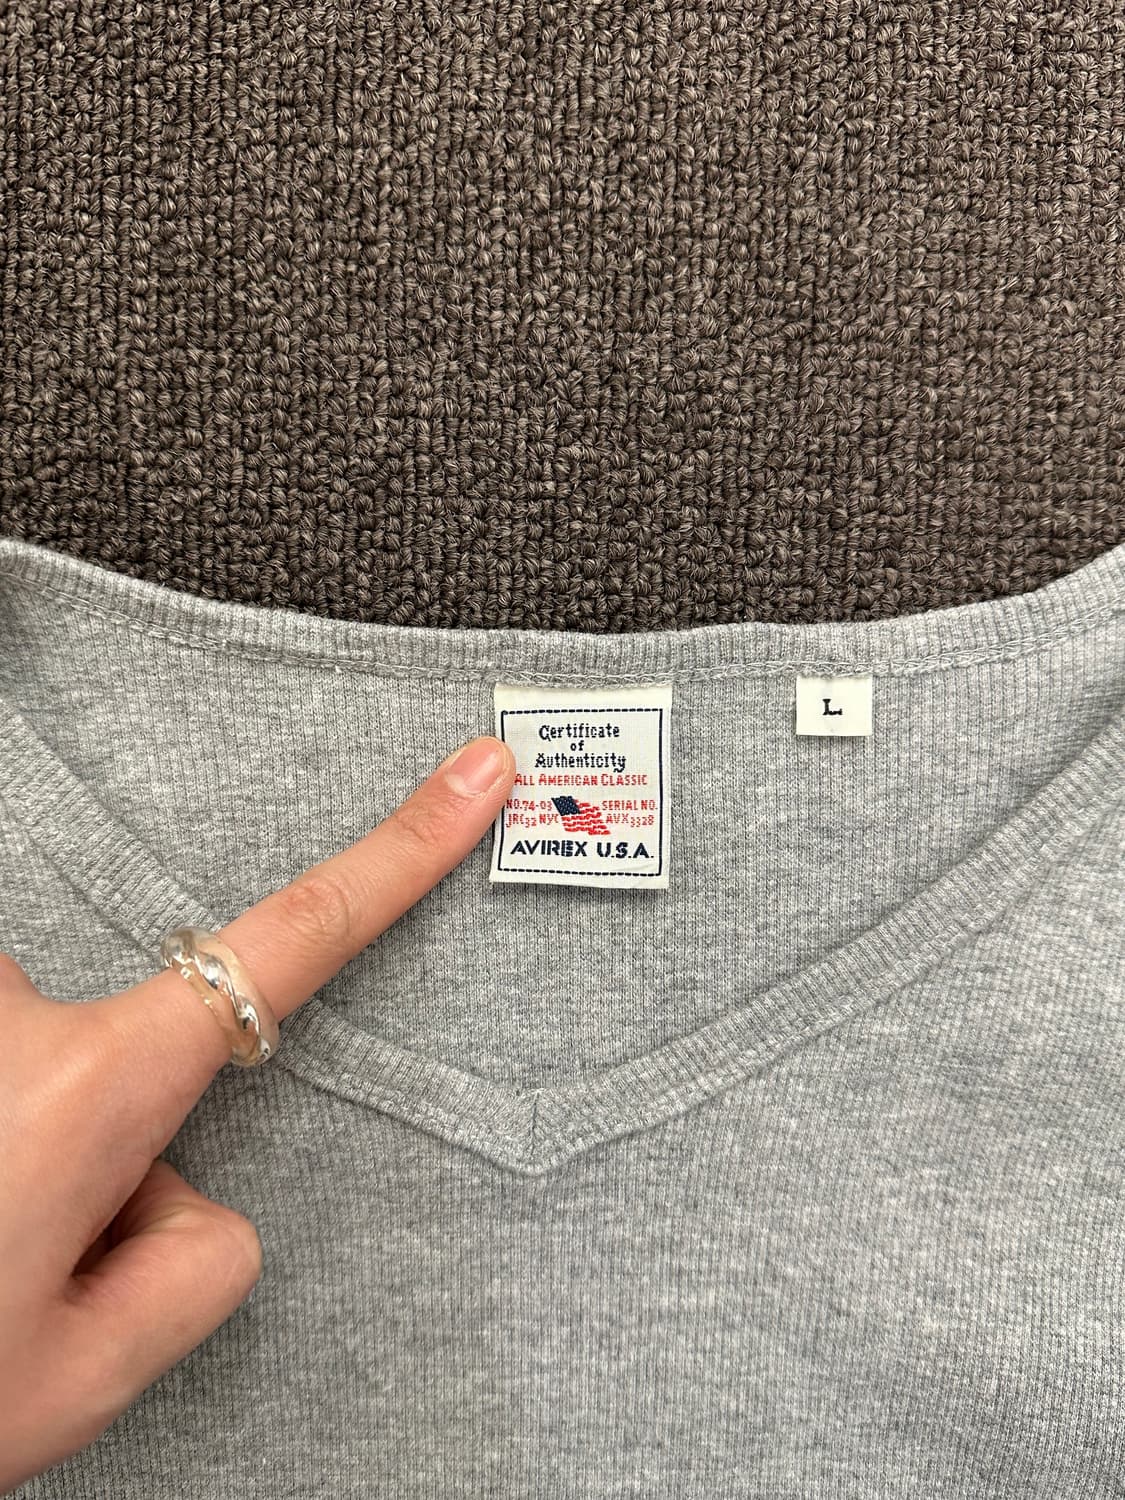 Certificate
of
Authenticity
ALL AMERICAN CLASSIC
NO.74-03 SERIAL NO.
JRC32 NYC AVX3328
AVIREX U.S.A.
L